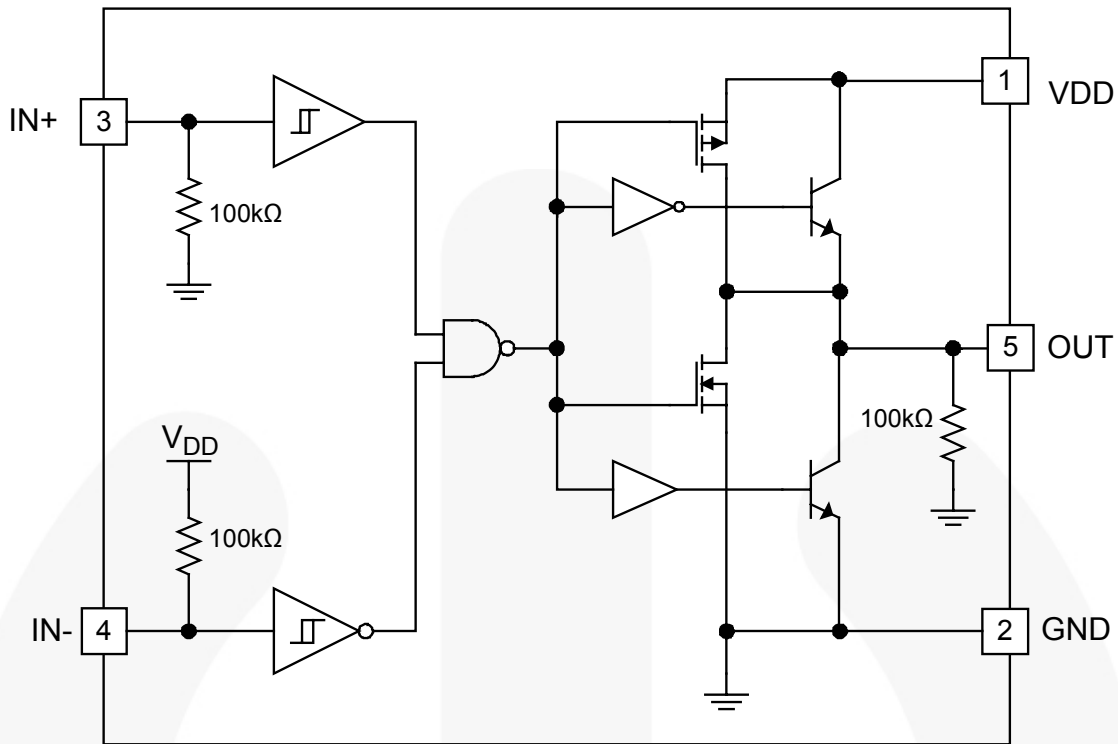 1
VDD
IN+
3
100kΩ
5
OUT
100kΩ
VDD
100kΩ
IN-
4
2
GND